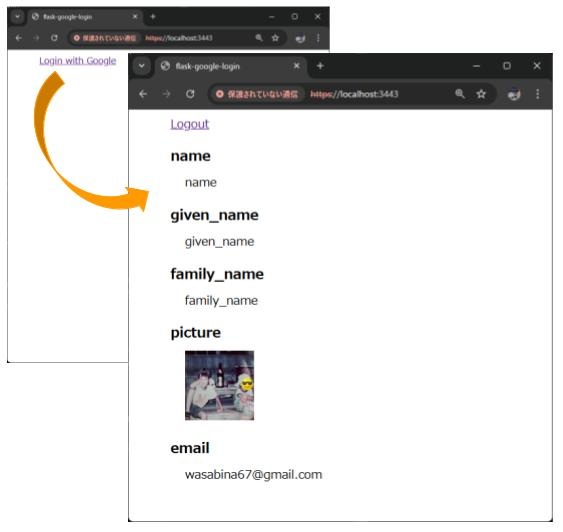 flask-google-login
保護されていない通信 https://localhost:3443
Login with Google
flask-google-login
保護されていない通信 https://localhost:3443
Logout
name
name
given_name
given_name
family_name
family_name
picture
email
wasabina67@gmail.com